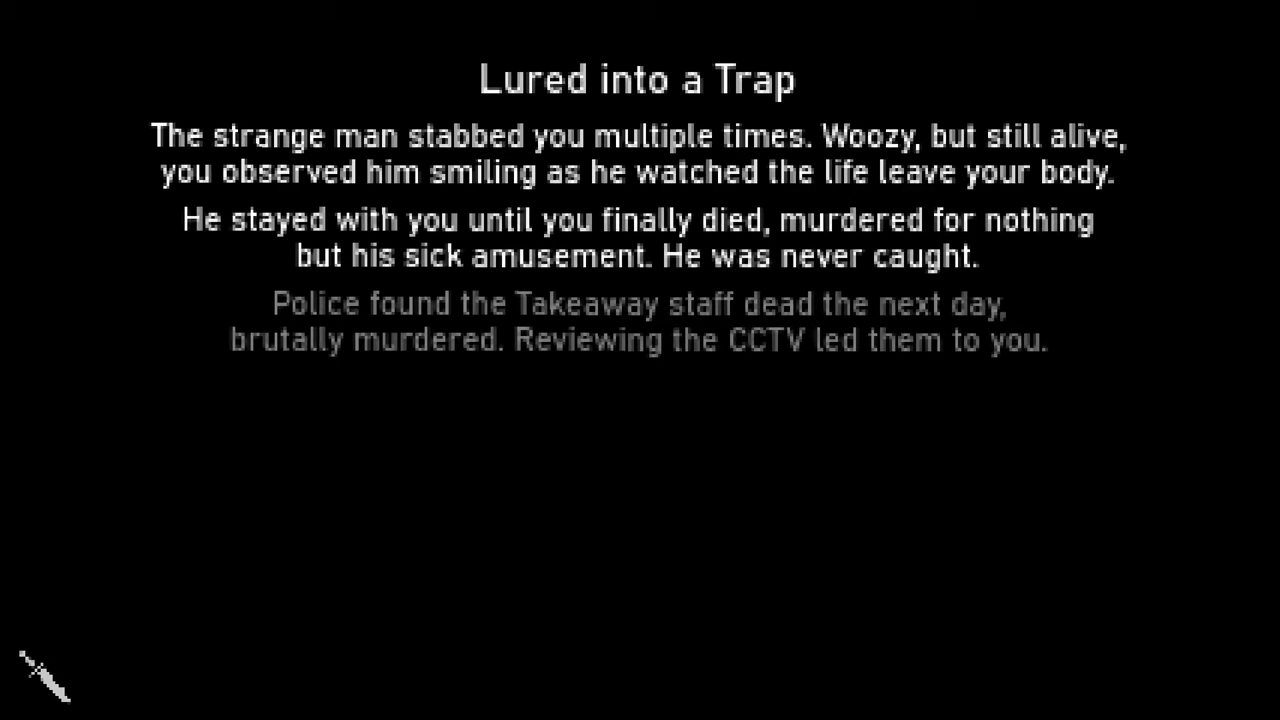 Lured into a Trap
The strange man stabbed you multiple times. Woozy, but still alive,
you observed him smiling as he watched the life leave your body.
He stayed with you until you finally died, murdered for nothing
but his sick amusement. He was never caught.
Police found the Takeaway staff dead the next day,
brutally murdered. Reviewing the CCTV led them to you.